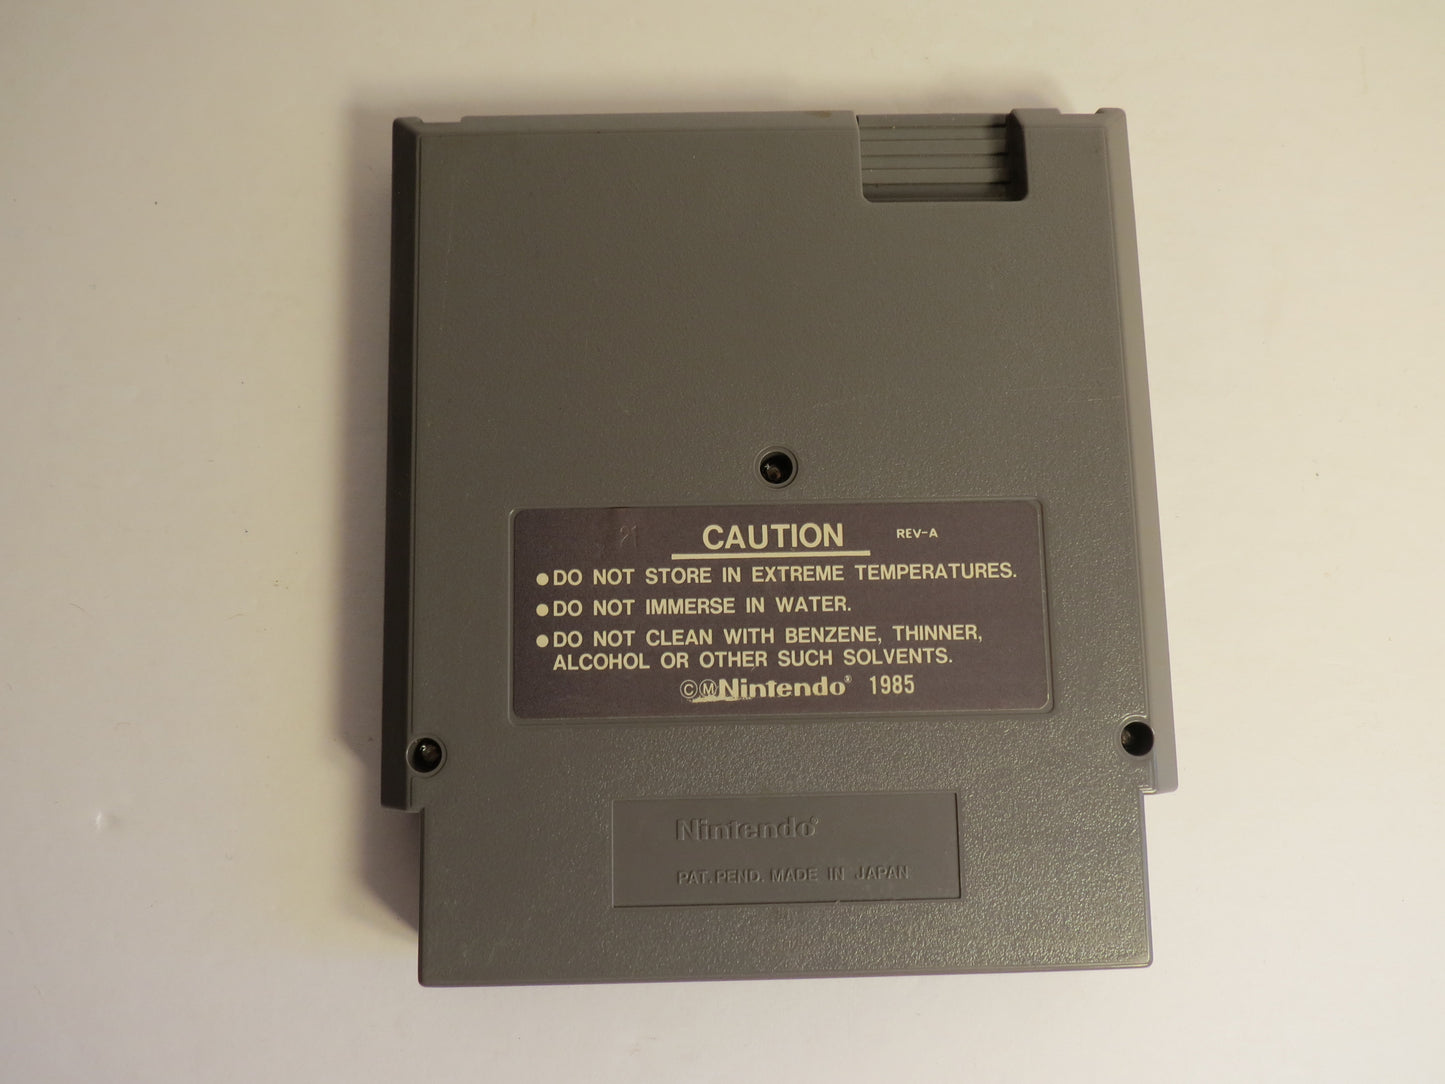 CAUTION REV-A
●DO NOT STORE IN EXTREME TEMPERATURES.
●DO NOT IMMERSE IN WATER.
●DO NOT CLEAN WITH BENZENE, THINNER,
ALCOHOL OR OTHER SUCH SOLVENTS.
ⒸⓂNintendo® 1985
Nintendo®
PAT. PEND. MADE IN JAPAN